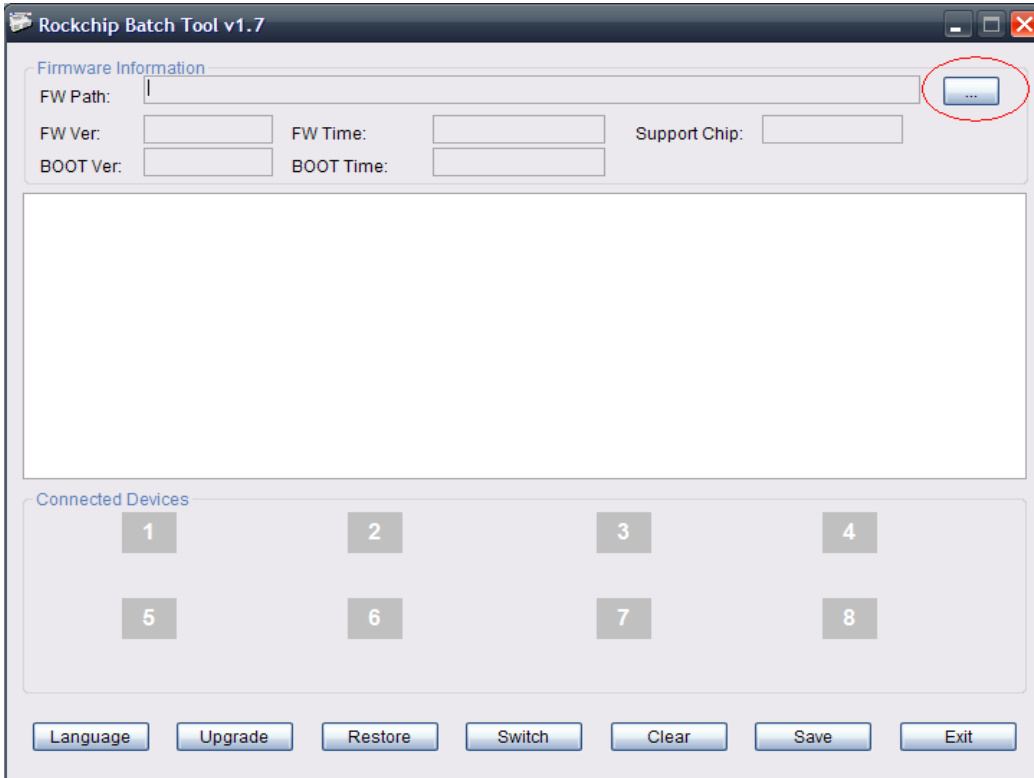 Rockchip Batch Tool v1.7
Firmware Information
FW Path:
...
FW Ver:
FW Time:
Support Chip:
BOOT Ver:
BOOT Time:
Connected Devices
1 2 3 4
5 6 7 8
Language Upgrade Restore Switch Clear Save Exit